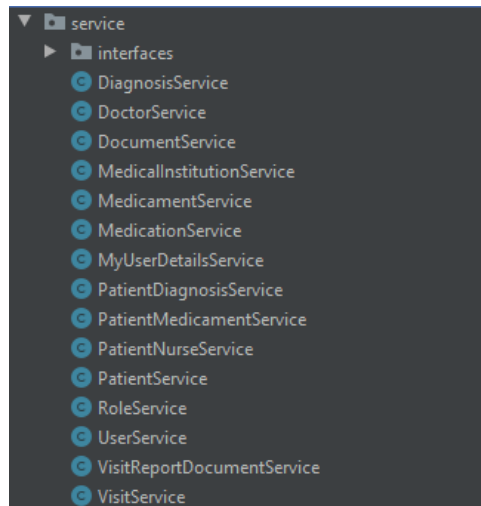 service
interfaces
DiagnosisService
DoctorService
DocumentService
MedicalInstitutionService
MedicamentService
MedicationService
MyUserDetailsService
PatientDiagnosisService
PatientMedicamentService
PatientNurseService
PatientService
RoleService
UserService
VisitReportDocumentService
VisitService